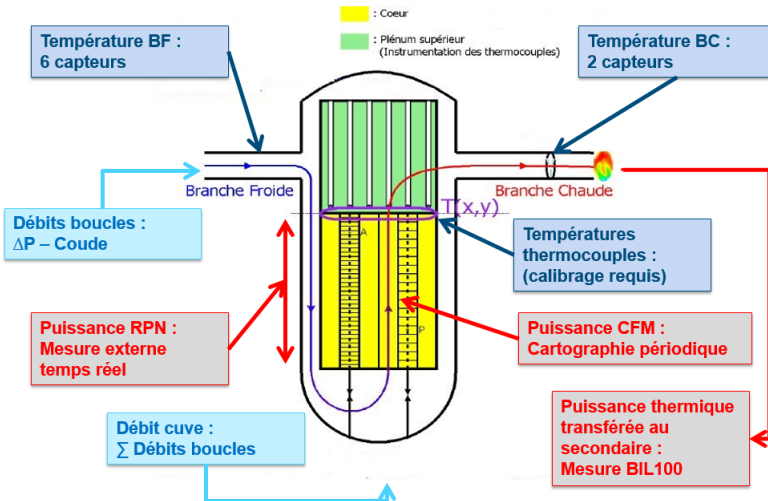 : Coeur
: Plénum supérieur
(Instrumentation des thermocouples)
Température BF :
6 capteurs
Température BC :
2 capteurs
Branche Froide
Branche Chaude
T(x,y)
Débits boucles :
ΔP – Coude
Températures
thermocouples :
(calibrage requis)
A
P
Puissance RPN :
Mesure externe
temps réel
Puissance CFM :
Cartographie périodique
Débit cuve :
∑ Débits boucles
Puissance thermique
transférée au
secondaire :
Mesure BIL100